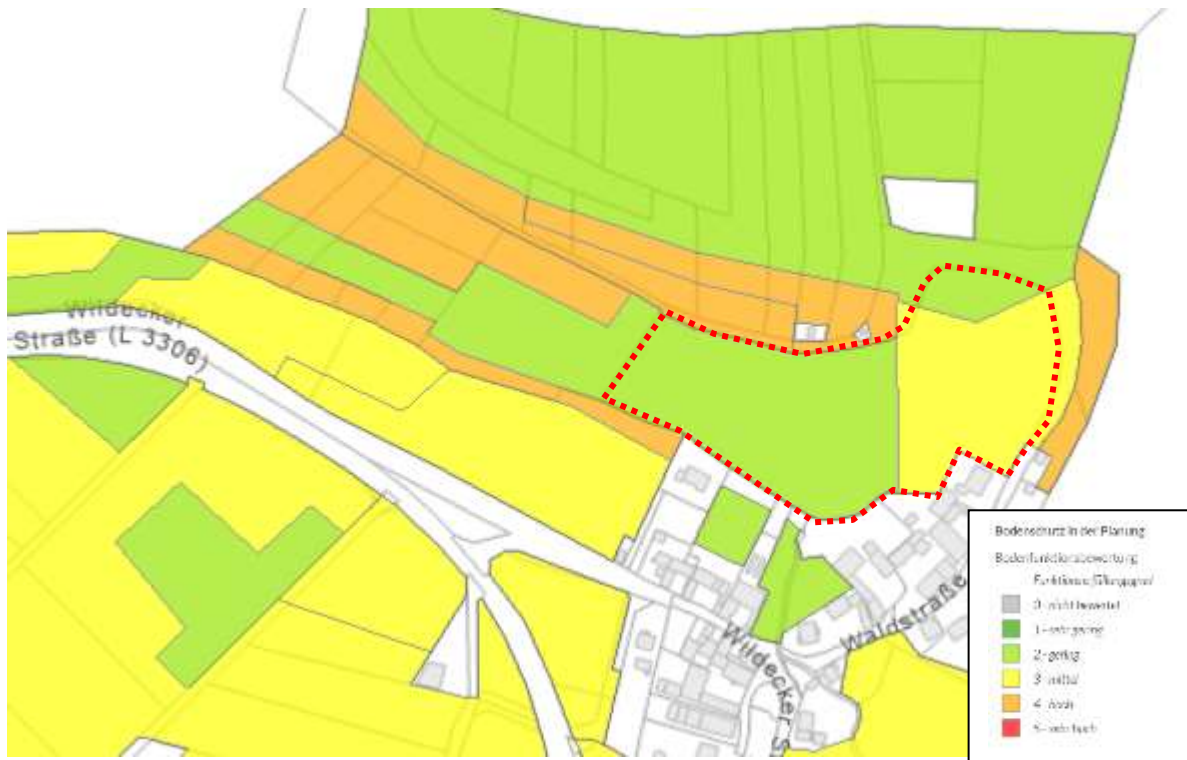 Wildecker
Straße (L 3306)
Wildecker S
Waldstraße
Bodenschutz in der Planung
Bodenfunktionsbewertung
0 - nicht bewertet
1 - sehr gering
2 - gering
3 - mittel
4 - hoch
5 - sehr hoch